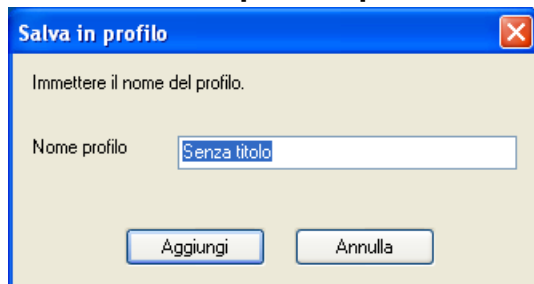 Salva in profilo
Immettere il nome del profilo.
Nome profilo Senza titolo
Aggiungi Annulla